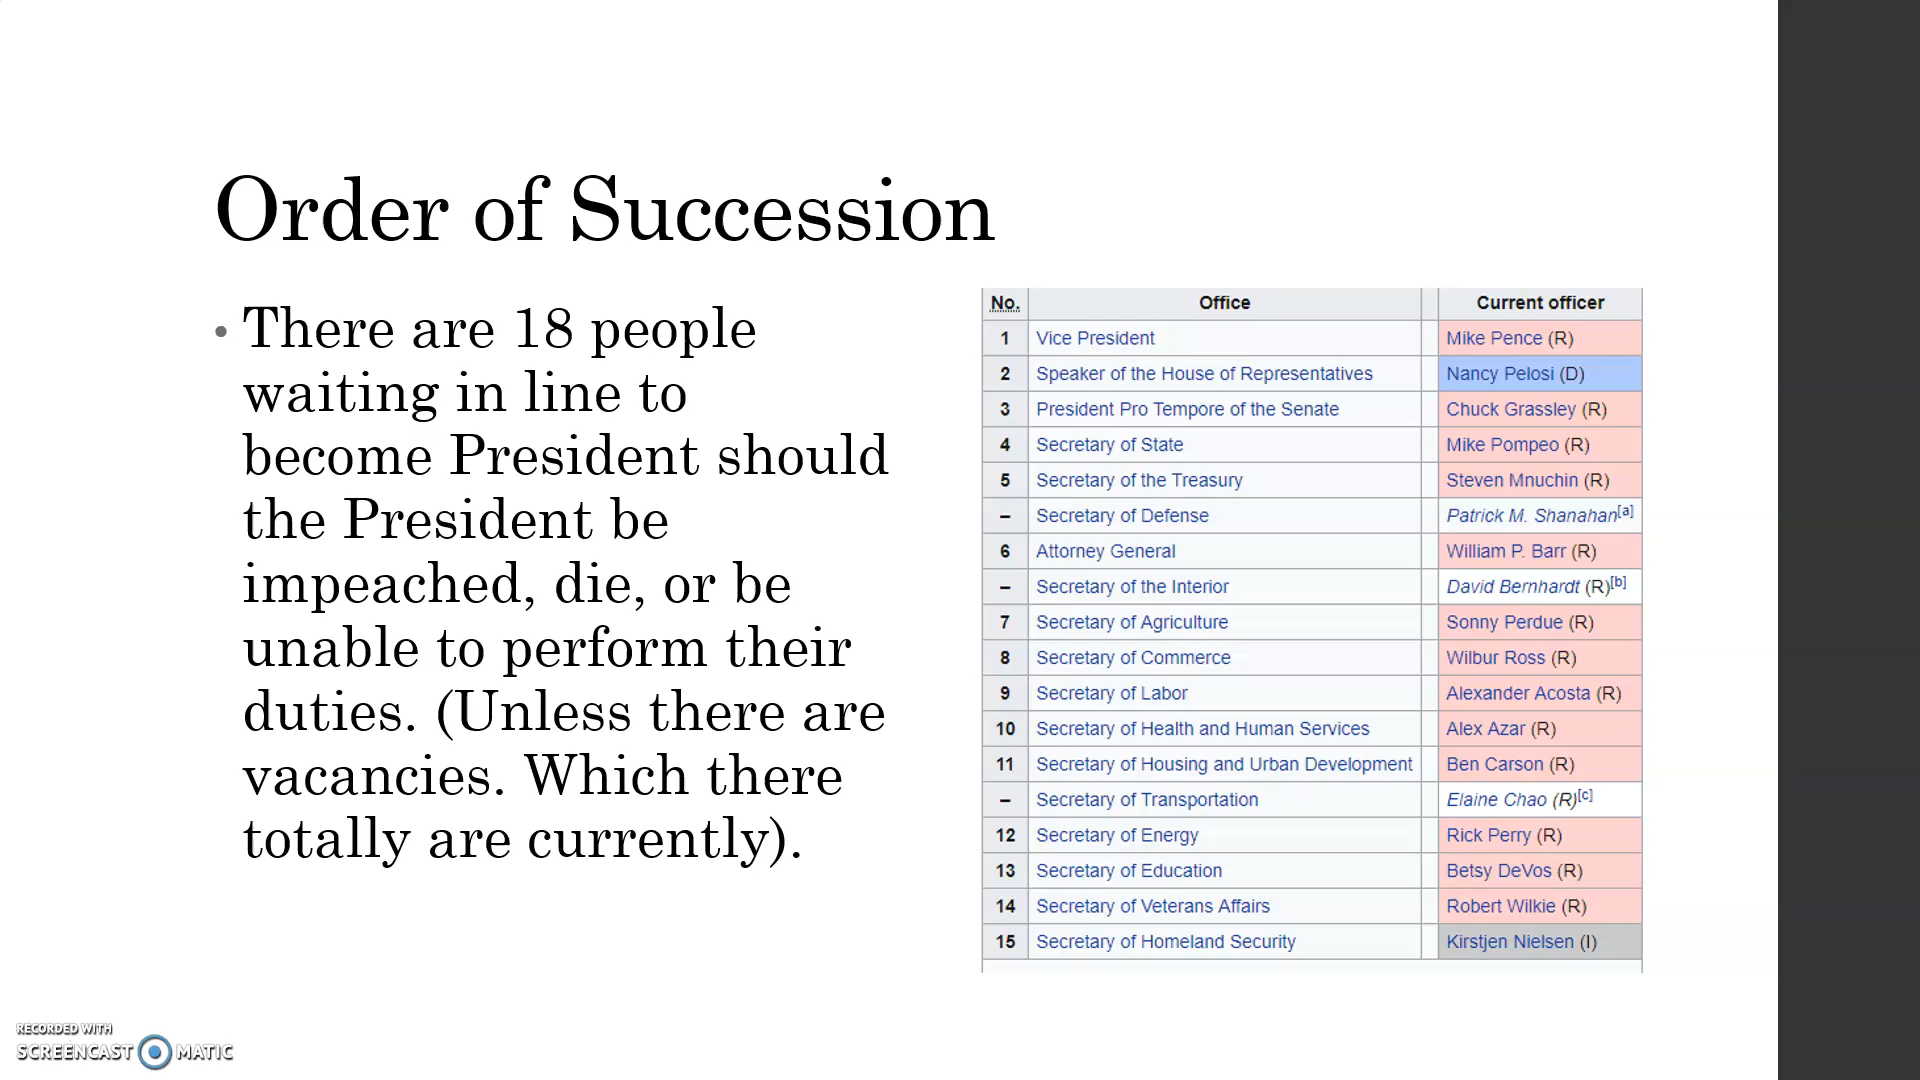 Order of Succession
• There are 18 people
waiting in line to
become President should
the President be
impeached, die, or be
unable to perform their
duties. (Unless there are
vacancies. Which there
totally are currently).
No. Office Current officer
1 Vice President Mike Pence (R)
2 Speaker of the House of Representatives Nancy Pelosi (D)
3 President Pro Tempore of the Senate Chuck Grassley (R)
4 Secretary of State Mike Pompeo (R)
5 Secretary of the Treasury Steven Mnuchin (R)
– Secretary of Defense Patrick M. Shanahan[a]
6 Attorney General William P. Barr (R)
– Secretary of the Interior David Bernhardt (R)[b]
7 Secretary of Agriculture Sonny Perdue (R)
8 Secretary of Commerce Wilbur Ross (R)
9 Secretary of Labor Alexander Acosta (R)
10 Secretary of Health and Human Services Alex Azar (R)
11 Secretary of Housing and Urban Development Ben Carson (R)
– Secretary of Transportation Elaine Chao (R)[c]
12 Secretary of Energy Rick Perry (R)
13 Secretary of Education Betsy DeVos (R)
14 Secretary of Veterans Affairs Robert Wilkie (R)
15 Secretary of Homeland Security Kirstjen Nielsen (I)
RECORDED WITH
SCREENCAST MATIC